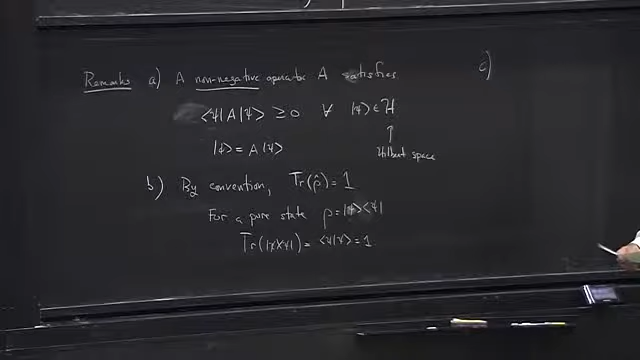 Remarks a) A non-negative operator A satisfies
⟨ψ|A|ψ⟩ ≥ 0 ∀ |ψ⟩ ∈ H
↑
Hilbert space
|φ⟩ = A|ψ⟩
b) By convention, Tr(ρ̂) = 1
For a pure state ρ = |ψ⟩⟨ψ|
Tr(|ψ⟩⟨ψ|) = ⟨ψ|ψ⟩ = 1
c)